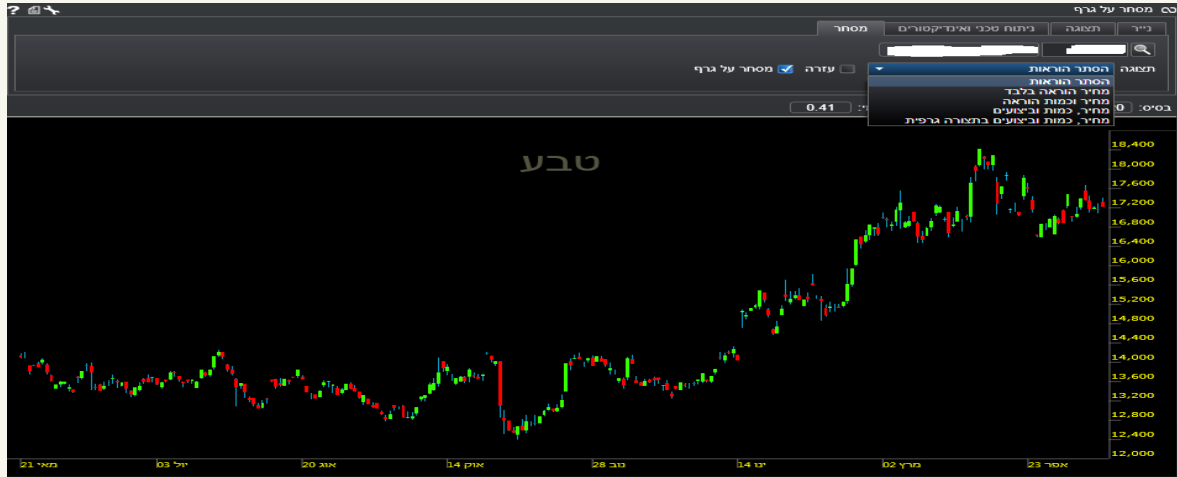 מסחר על גרף
נייר תצוגה ניתוח טכני ואינדיקטורים מסחר
תצוגה הסתר הוראות עזרה מסחר על גרף
הסתר הוראות
מחיר הוראה בלבד
מחיר וכמות הוראה
מחיר, כמות וביצועים
מחיר, כמות וביצועים בתצורה גרפית
בסיס: 0.41
טבע
18,400
18,000
17,600
17,200
16,800
16,400
16,000
15,600
15,200
14,800
14,400
14,000
13,600
13,200
12,800
12,400
12,000
21 מאי 03 יול 20 אוג 14 אוק 28 נוב 14 ינו 02 מרץ 23 אפר